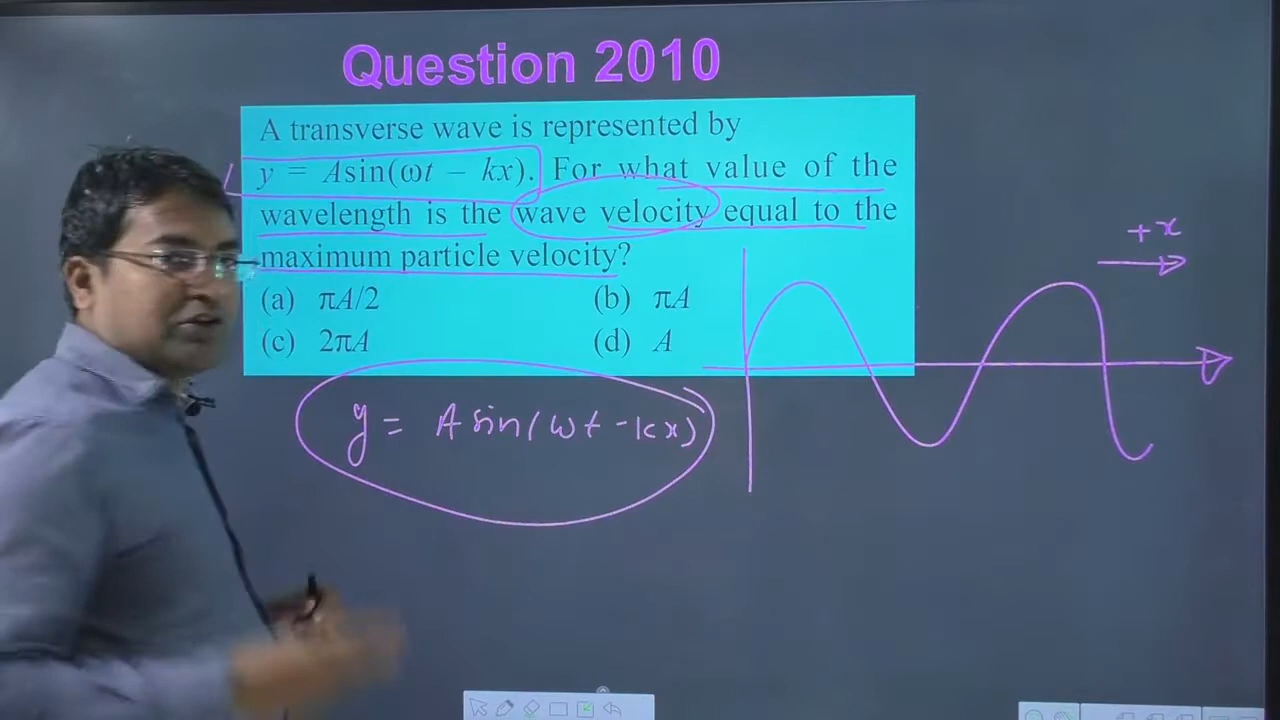 Question 2010
A transverse wave is represented by
y = Asin(ωt − kx). For what value of the
wavelength is the wave velocity equal to the
maximum particle velocity?
(a) πA/2 (b) πA
(c) 2πA (d) A
+x
y = A sin(ωt - kx)